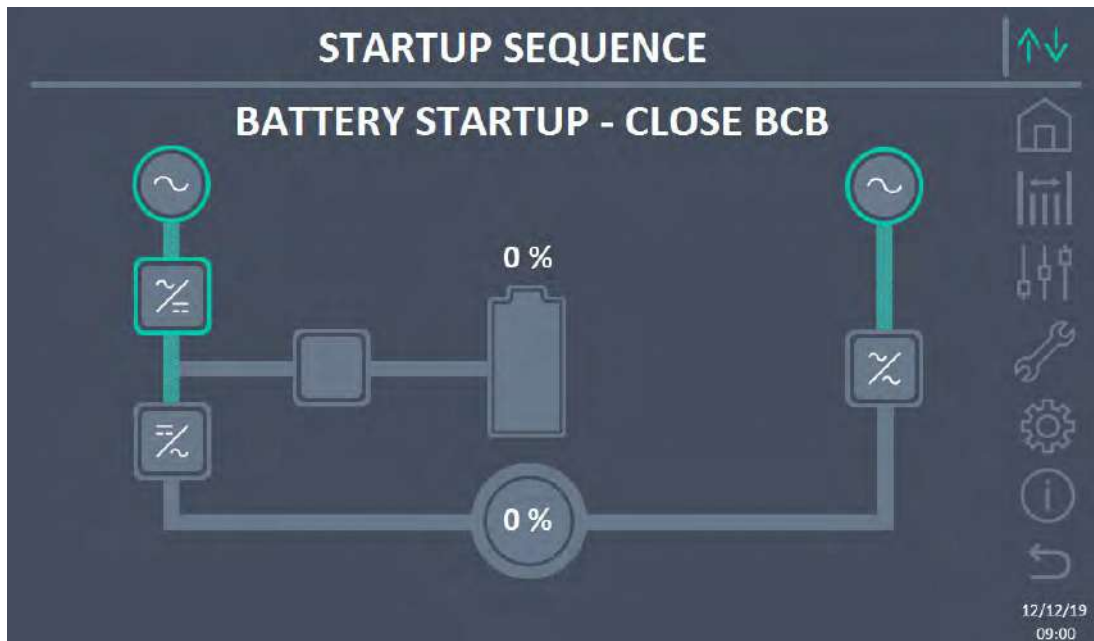 STARTUP SEQUENCE
BATTERY STARTUP - CLOSE BCB
0 %
0 %
12/12/19
09:00